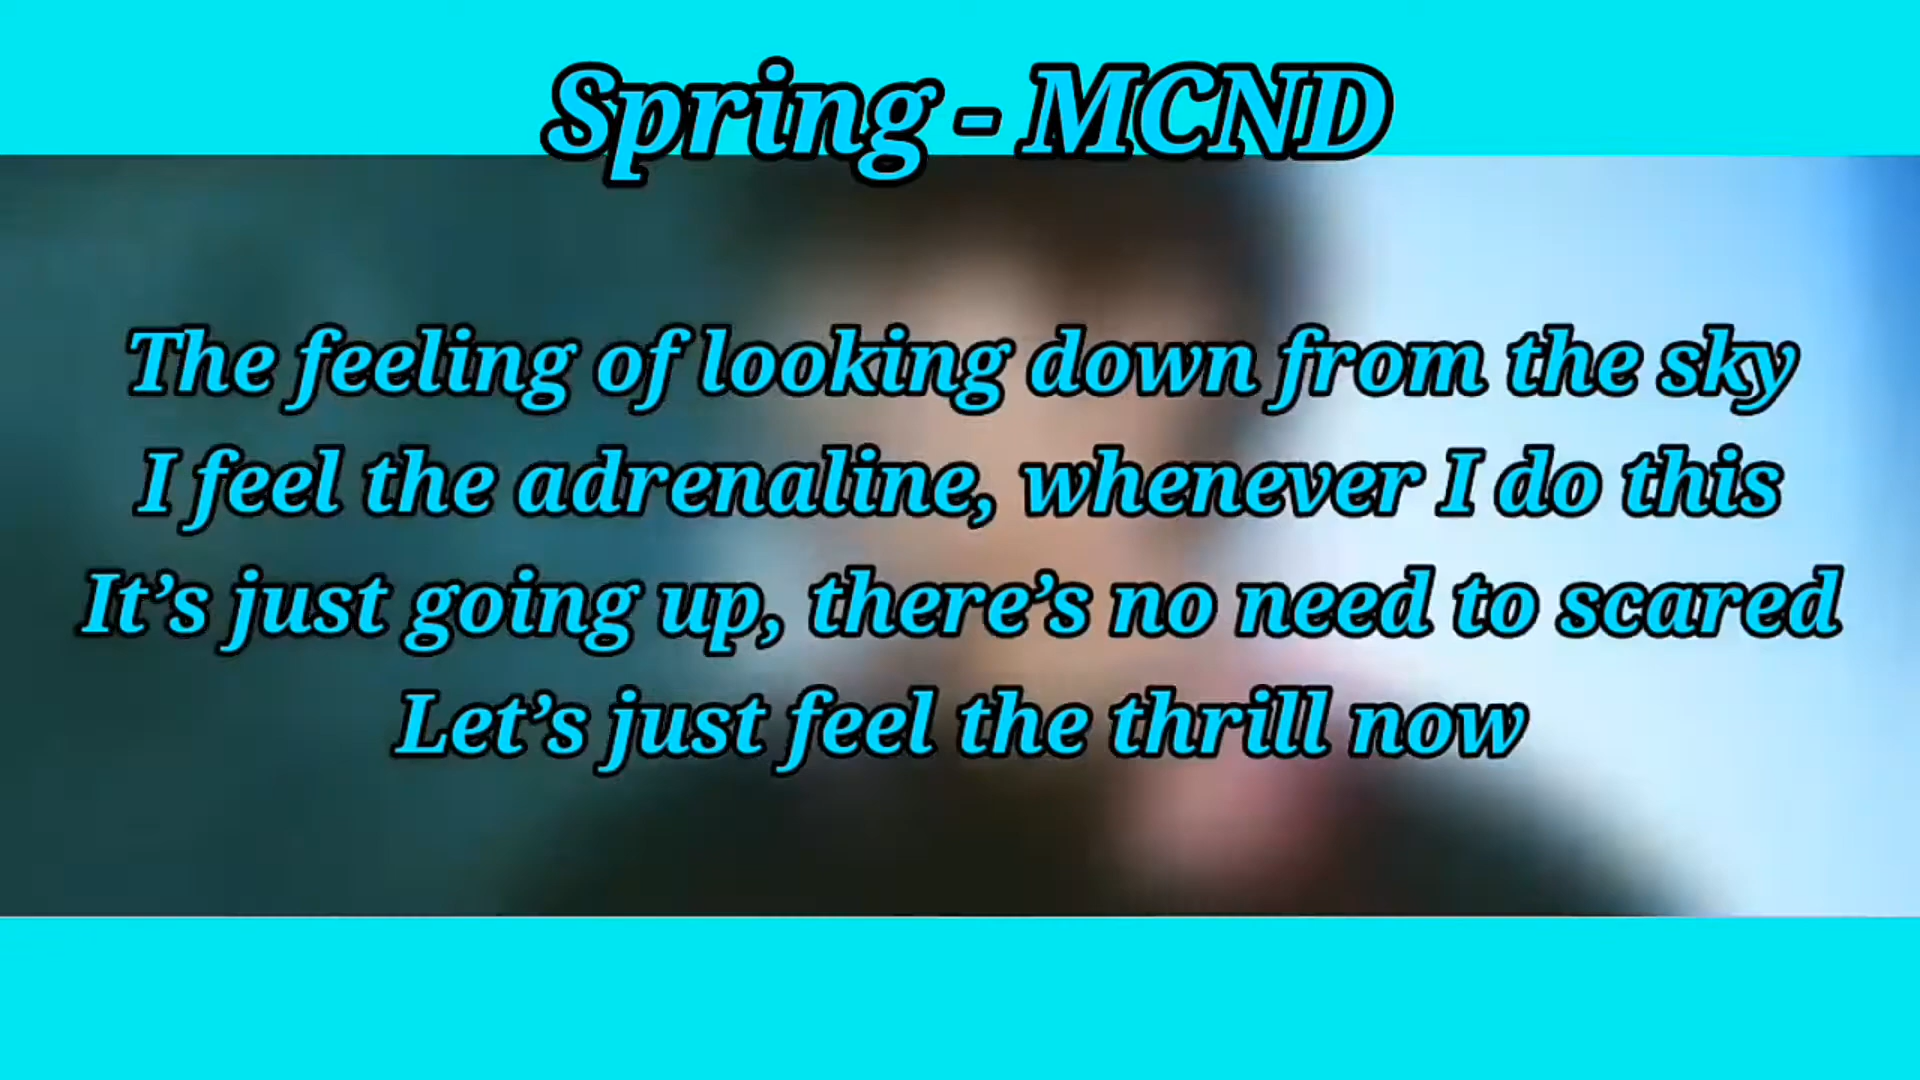 Spring - MCND
The feeling of looking down from the sky
I feel the adrenaline, whenever I do this
It’s just going up, there’s no need to scared
Let’s just feel the thrill now